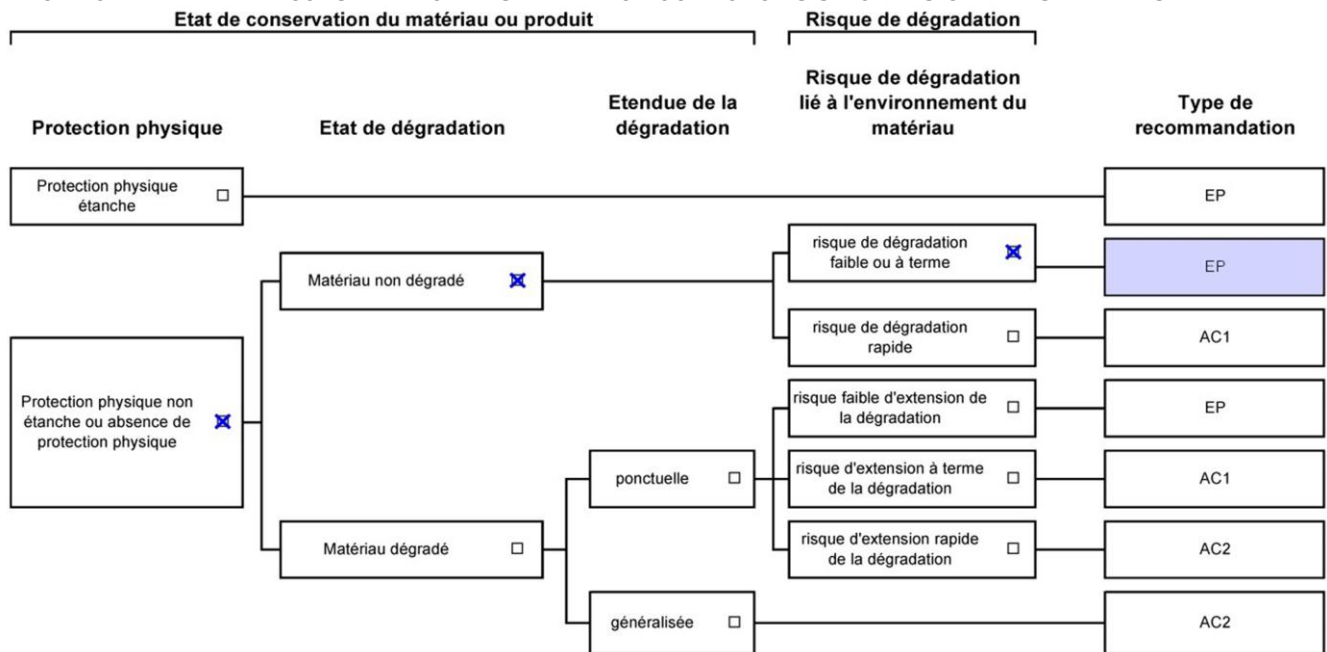 Etat de conservation du matériau ou produit
Risque de dégradation
Protection physique
Etat de dégradation
Etendue de la
dégradation
Risque de dégradation
lié à l'environnement du
matériau
Type de
recommandation
Protection physique
étanche
EP
risque de dégradation
faible ou à terme
EP
Matériau non dégradé
risque de dégradation
rapide
AC1
Protection physique non
étanche ou absence de
protection physique
risque faible d'extension de
la dégradation
EP
ponctuelle
risque d'extension à terme
de la dégradation
AC1
Matériau dégradé
risque d'extension rapide
de la dégradation
AC2
généralisée
AC2